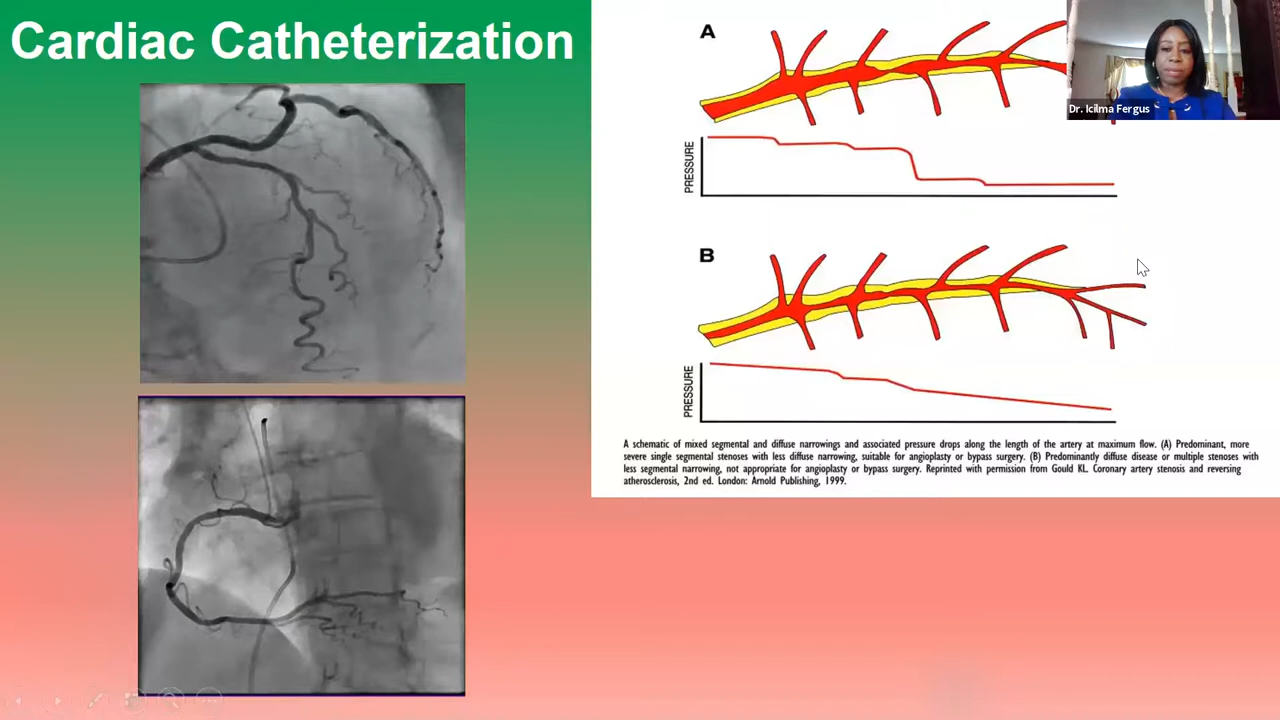 Cardiac Catheterization
A
Dr. Icilma Fergus
PRESSURE
B
PRESSURE
A schematic of mixed segmental and diffuse narrowings and associated pressure drops along the length of the artery at maximum flow. (A) Predominant, more
severe single segmental stenoses with less diffuse narrowing, suitable for angioplasty or bypass surgery. (B) Predominantly diffuse disease or multiple stenoses with
less segmental narrowing, not appropriate for angioplasty or bypass surgery. Reprinted with permission from Gould KL. Coronary artery stenosis and reversing
atherosclerosis, 2nd ed. London: Arnold Publishing, 1999.